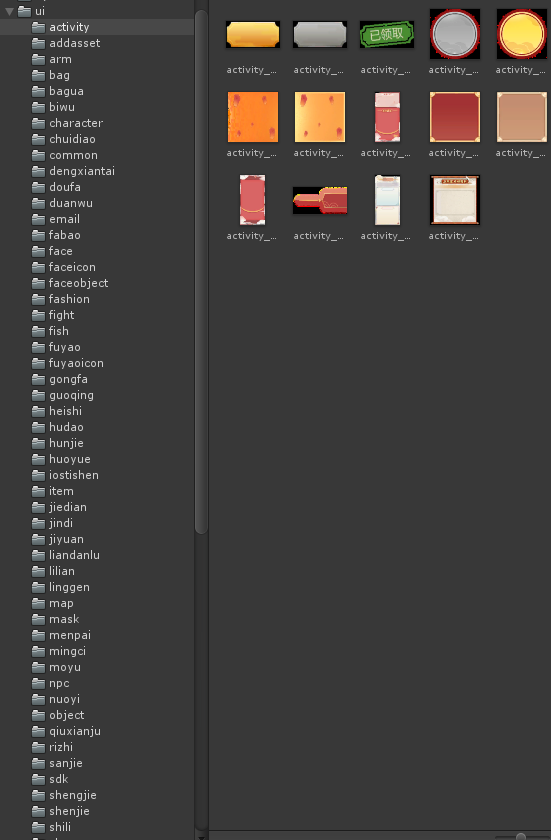 ui
activity
addasset
arm
bag
bagua
biwu
character
chuidiao
common
dengxiantai
doufa
duanwu
email
fabao
face
faceicon
faceobject
fashion
fight
fish
fuyao
fuyaoicon
gongfa
guoqing
heishi
hudao
hunjie
huoyue
iostishen
item
jiedian
jindi
jiyuan
liandanlu
lilian
linggen
map
mask
menpai
mingci
moyu
npc
nuoyi
object
qiuxianju
rizhi
sanjie
sdk
shengjie
shenjie
shili
已领取
activity_... activity_... activity_... activity_... activity_...
activity_... activity_... activity_... activity_... activity_...
activity_... activity_... activity_... activity_...